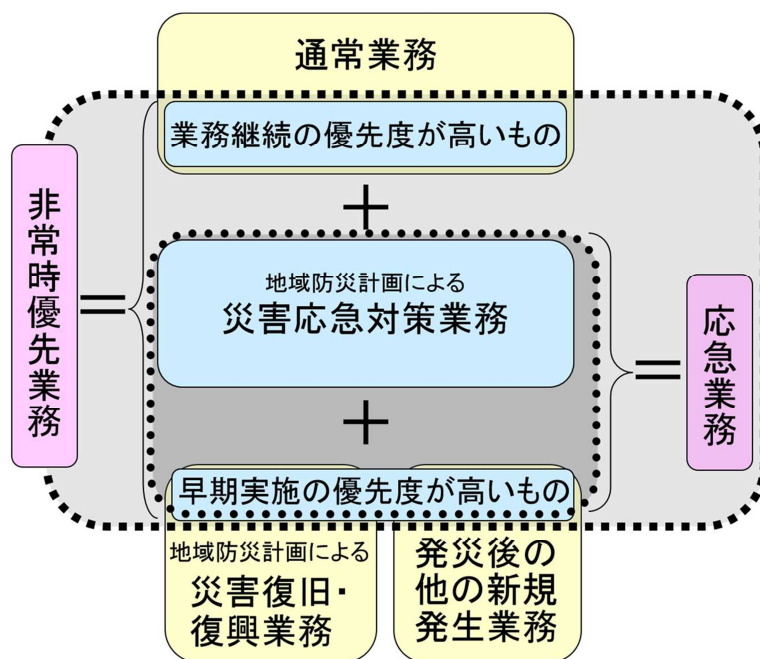 通常業務
業務継続の優先度が高いもの
＋
非常時優先業務
＝
地域防災計画による
災害応急対策業務
＝
応急業務
＋
早期実施の優先度が高いもの
地域防災計画による
災害復旧・
復興業務
発災後の
他の新規
発生業務